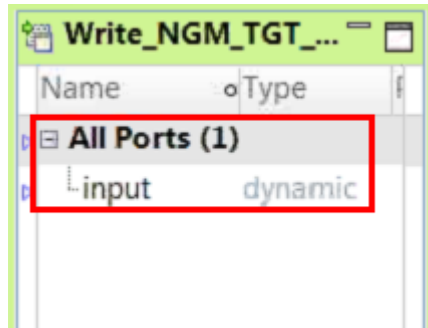 Write_NGM_TGT_...
Name Type
All Ports (1)
input dynamic